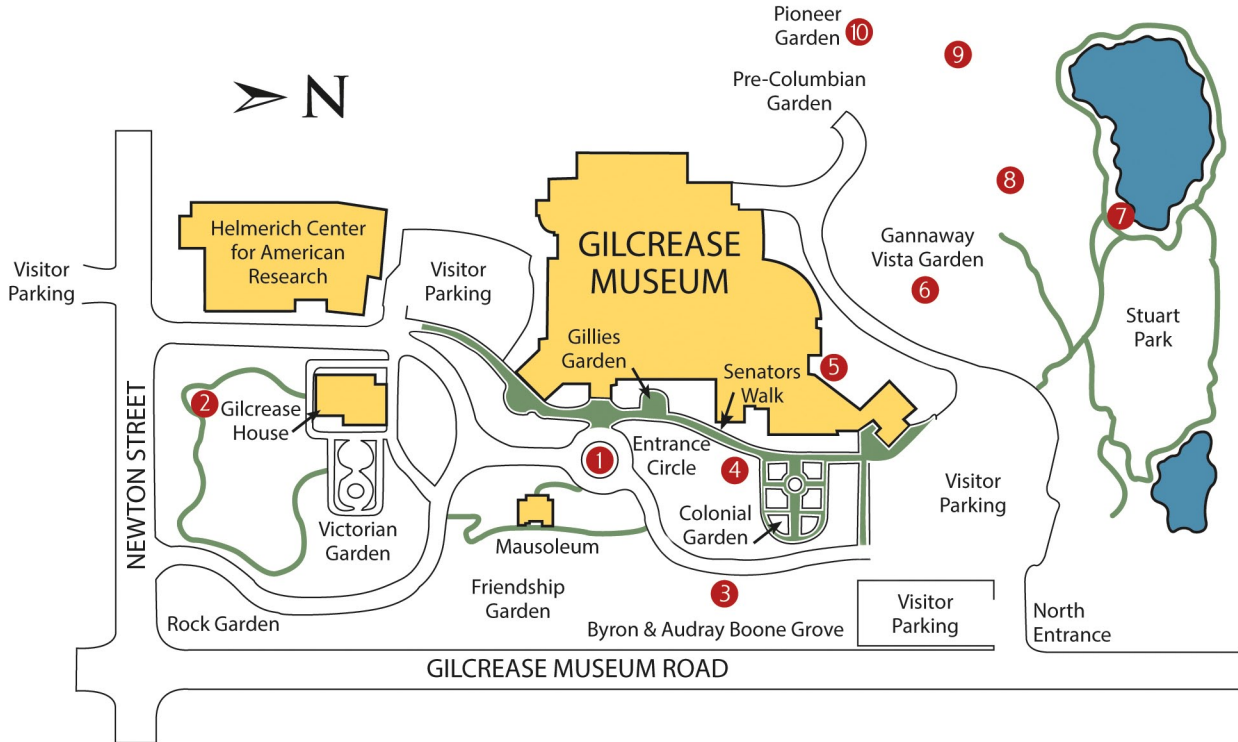 Pioneer
Garden
10
9
Pre-Columbian
Garden
N
8
7
Helmerich Center
for American
Research
GILCREASE
MUSEUM
Gannaway
Vista Garden
6
Visitor
Parking
Visitor
Parking
Stuart
Park
Gillies
Garden
Senators
Walk
5
NEWTON STREET
2
Gilcrease
House
Entrance
Circle
1
4
Visitor
Parking
Colonial
Garden
Victorian
Garden
Mausoleum
Friendship
Garden
3
Visitor
Parking
North
Entrance
Rock Garden
Byron & Audray Boone Grove
GILCREASE MUSEUM ROAD